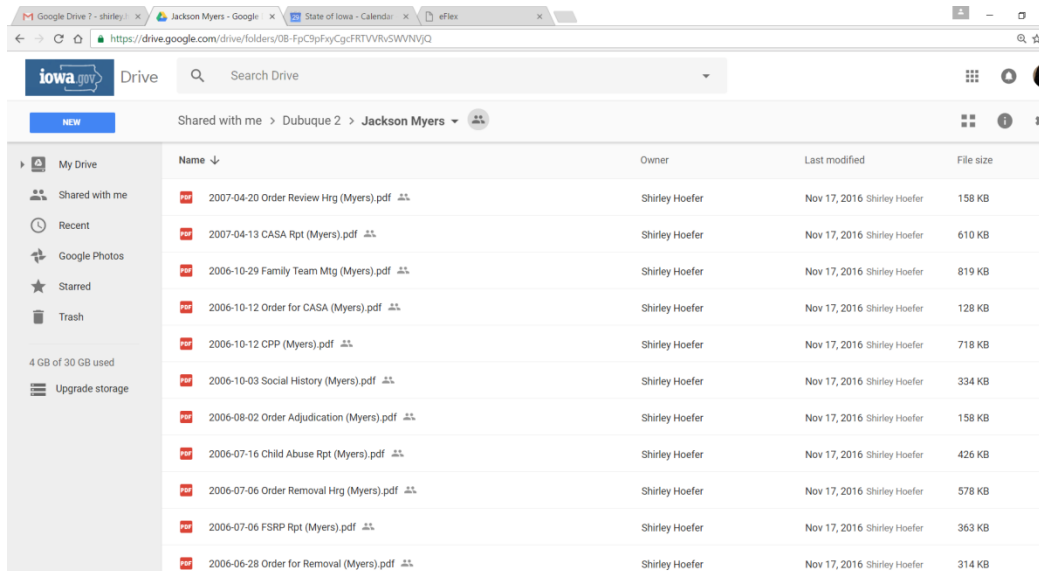 Google Drive ? - shirley.h
Jackson Myers - Google
State of Iowa - Calendar
eFlex
https://drive.google.com/drive/folders/0B-FpC9pFxyCgcFRTVVRvSWVNVjQ
iowa.gov Drive Search Drive
NEW Shared with me > Dubuque 2 > Jackson Myers
My Drive
Shared with me
Recent
Google Photos
Starred
Trash
4 GB of 30 GB used
Upgrade storage
Name Owner Last modified File size
PDF 2007-04-20 Order Review Hrg (Myers).pdf Shirley Hoefer Nov 17, 2016 Shirley Hoefer 158 KB
PDF 2007-04-13 CASA Rpt (Myers).pdf Shirley Hoefer Nov 17, 2016 Shirley Hoefer 610 KB
PDF 2006-10-29 Family Team Mtg (Myers).pdf Shirley Hoefer Nov 17, 2016 Shirley Hoefer 819 KB
PDF 2006-10-12 Order for CASA (Myers).pdf Shirley Hoefer Nov 17, 2016 Shirley Hoefer 128 KB
PDF 2006-10-12 CPP (Myers).pdf Shirley Hoefer Nov 17, 2016 Shirley Hoefer 718 KB
PDF 2006-10-03 Social History (Myers).pdf Shirley Hoefer Nov 17, 2016 Shirley Hoefer 334 KB
PDF 2006-08-02 Order Adjudication (Myers).pdf Shirley Hoefer Nov 17, 2016 Shirley Hoefer 158 KB
PDF 2006-07-16 Child Abuse Rpt (Myers).pdf Shirley Hoefer Nov 17, 2016 Shirley Hoefer 426 KB
PDF 2006-07-06 Order Removal Hrg (Myers).pdf Shirley Hoefer Nov 17, 2016 Shirley Hoefer 578 KB
PDF 2006-07-06 FSRP Rpt (Myers).pdf Shirley Hoefer Nov 17, 2016 Shirley Hoefer 363 KB
PDF 2006-06-28 Order for Removal (Myers).pdf Shirley Hoefer Nov 17, 2016 Shirley Hoefer 314 KB